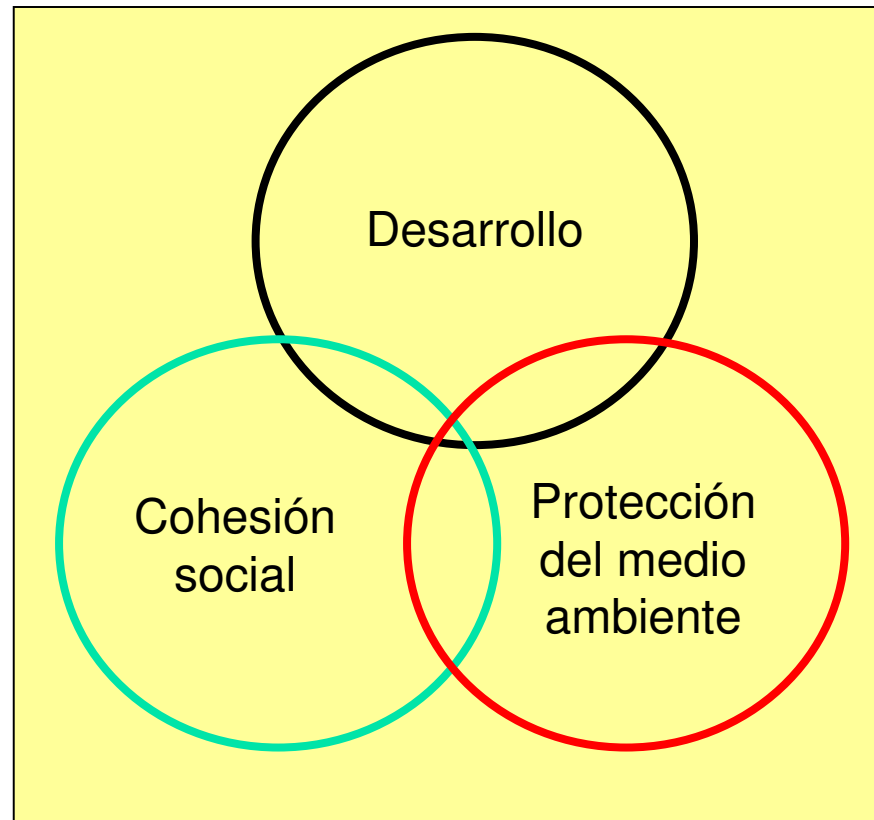 Desarrollo
Cohesión
social
Protección
del medio
ambiente